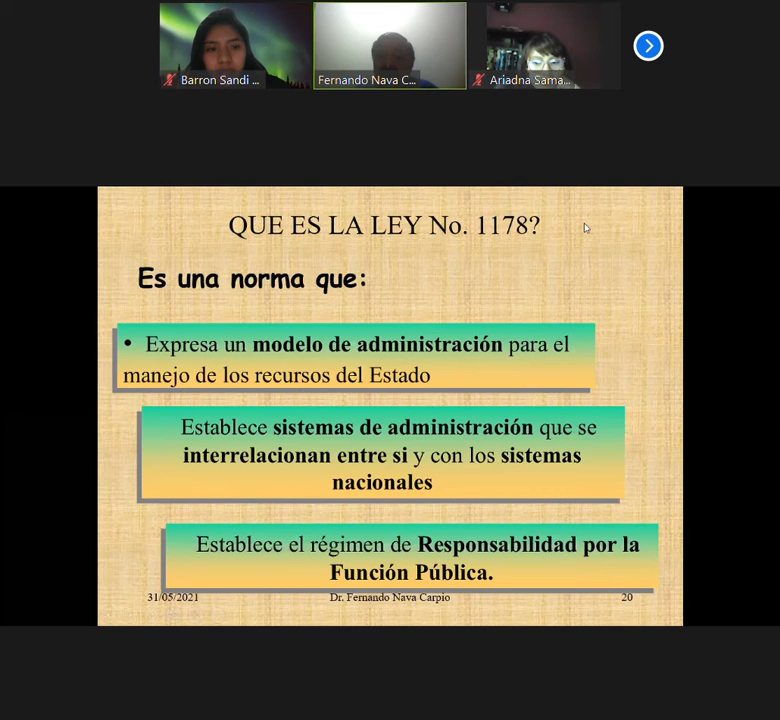 Barron Sandi ...
Fernando Nava C...
Ariadna Sama...
QUE ES LA LEY No. 1178?
Es una norma que:
• Expresa un modelo de administración para el
manejo de los recursos del Estado
Establece sistemas de administración que se
interrelacionan entre si y con los sistemas
nacionales
Establece el régimen de Responsabilidad por la
Función Pública.
31/05/2021
Dr. Fernando Nava Carpio
20